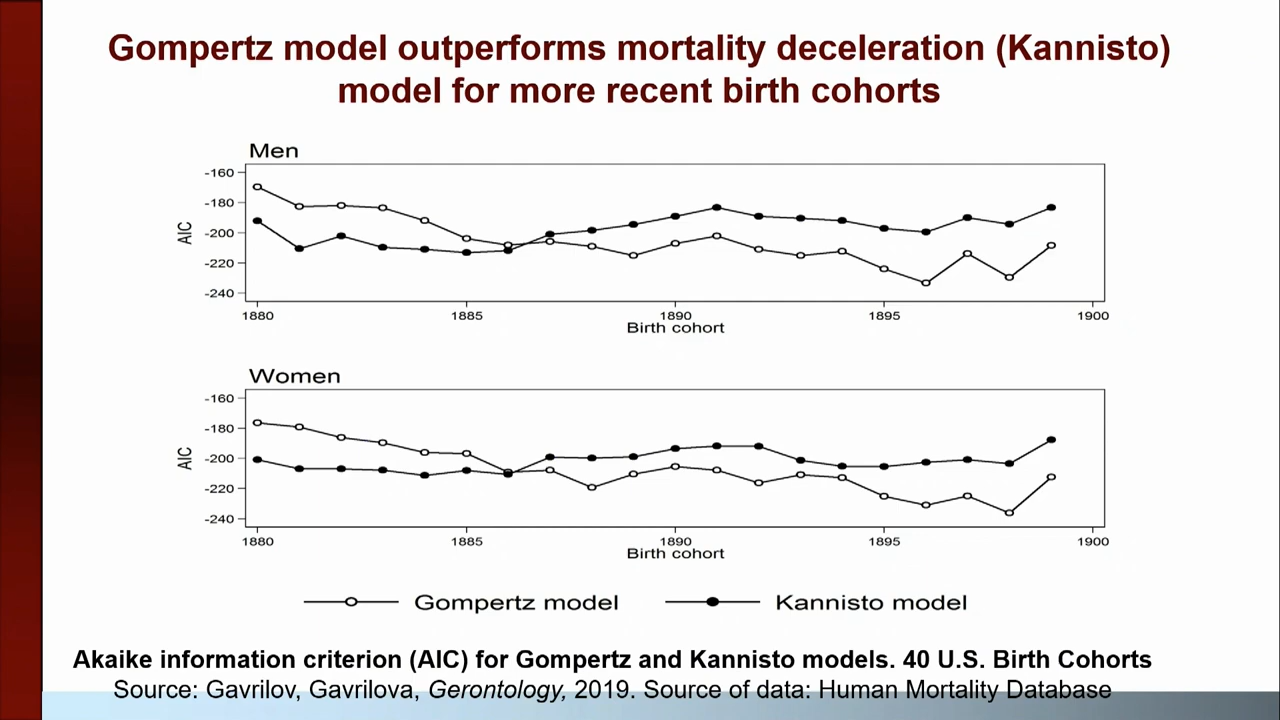 Gompertz model outperforms mortality deceleration (Kannisto)
model for more recent birth cohorts
Men
-160
-180
-200
-220
-240
AIC
1880 1885 1890 1895 1900
Birth cohort
Women
-160
-180
-200
-220
-240
AIC
1880 1885 1890 1895 1900
Birth cohort
Gompertz model Kannisto model
Akaike information criterion (AIC) for Gompertz and Kannisto models. 40 U.S. Birth Cohorts
Source: Gavrilov, Gavrilova, Gerontology, 2019. Source of data: Human Mortality Database